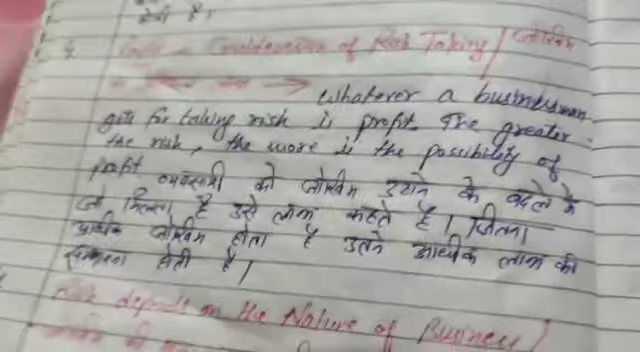 होती है।
Consideration of Risk Taking / जोखिम
Whatever a businessman
gets for taking risk is profit. The greater
the risk, the more is the possibility of
profit व्यवसायी को जोखिम उठाने के बदले में
जो मिलता है उसे लाभ कहते है। जितना
अधिक जोखिम होता है उतने अधिक लाभ की
सम्भावना होती है।
Risk depends on the Nature of Business /